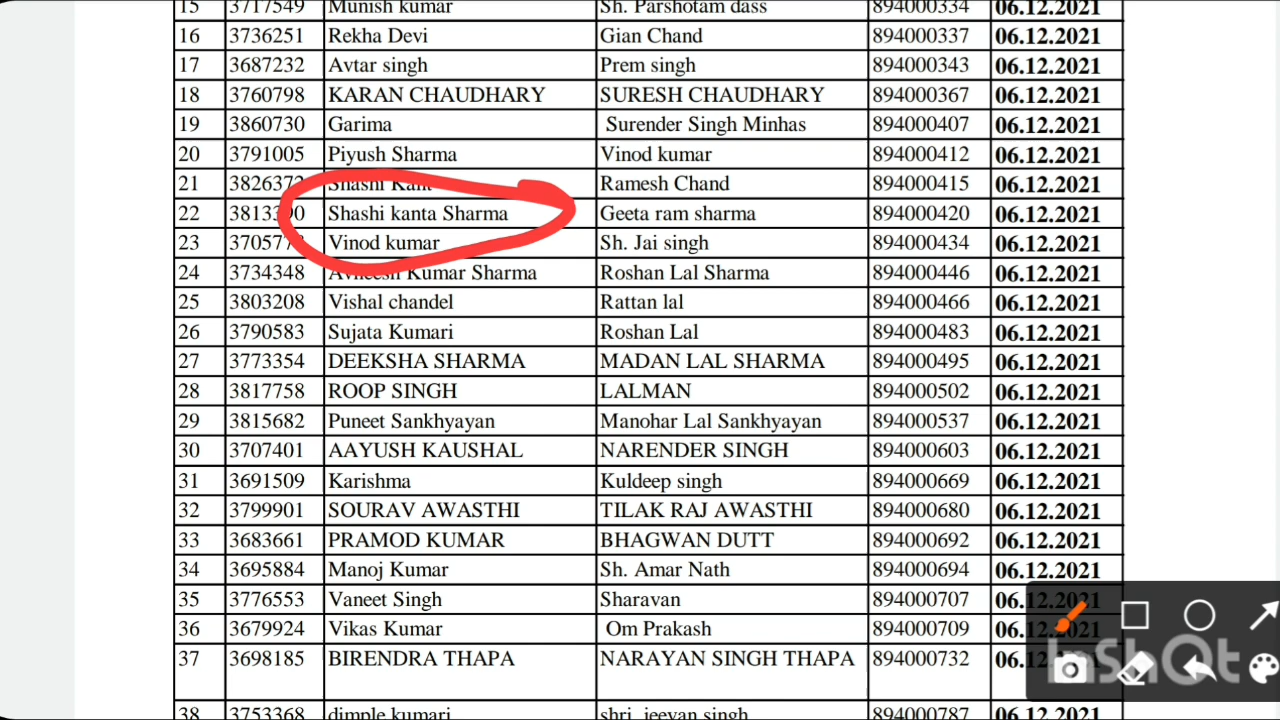 15 3717549 Munish kumar Sh. Parshotam dass 894000334 06.12.2021
16 3736251 Rekha Devi Gian Chand 894000337 06.12.2021
17 3687232 Avtar singh Prem singh 894000343 06.12.2021
18 3760798 KARAN CHAUDHARY SURESH CHAUDHARY 894000367 06.12.2021
19 3860730 Garima Surender Singh Minhas 894000407 06.12.2021
20 3791005 Piyush Sharma Vinod kumar 894000412 06.12.2021
21 Shashi Kant Ramesh Chand 894000415 06.12.2021
22 Shashi kanta Sharma Geeta ram sharma 894000420 06.12.2021
23 Vinod kumar Sh. Jai singh 894000434 06.12.2021
24 3734348 Avneesh Kumar Sharma Roshan Lal Sharma 894000446 06.12.2021
25 3803208 Vishal chandel Rattan lal 894000466 06.12.2021
26 3790583 Sujata Kumari Roshan Lal 894000483 06.12.2021
27 3773354 DEEKSHA SHARMA MADAN LAL SHARMA 894000495 06.12.2021
28 3817758 ROOP SINGH LALMAN 894000502 06.12.2021
29 3815682 Puneet Sankhyayan Manohar Lal Sankhyayan 894000537 06.12.2021
30 3707401 AAYUSH KAUSHAL NARENDER SINGH 894000603 06.12.2021
31 3691509 Karishma Kuldeep singh 894000669 06.12.2021
32 3799901 SOURAV AWASTHI TILAK RAJ AWASTHI 894000680 06.12.2021
33 3683661 PRAMOD KUMAR BHAGWAN DUTT 894000692 06.12.2021
34 3695884 Manoj Kumar Sh. Amar Nath 894000694 06.12.2021
35 3776553 Vaneet Singh Sharavan 894000707 06.12.2021
36 3679924 Vikas Kumar Om Prakash 894000709 06.12.2021
37 3698185 BIRENDRA THAPA NARAYAN SINGH THAPA 894000732
InShOt
38 3753368 dimple kumari shri jeevan singh 894000787 06.12.2021